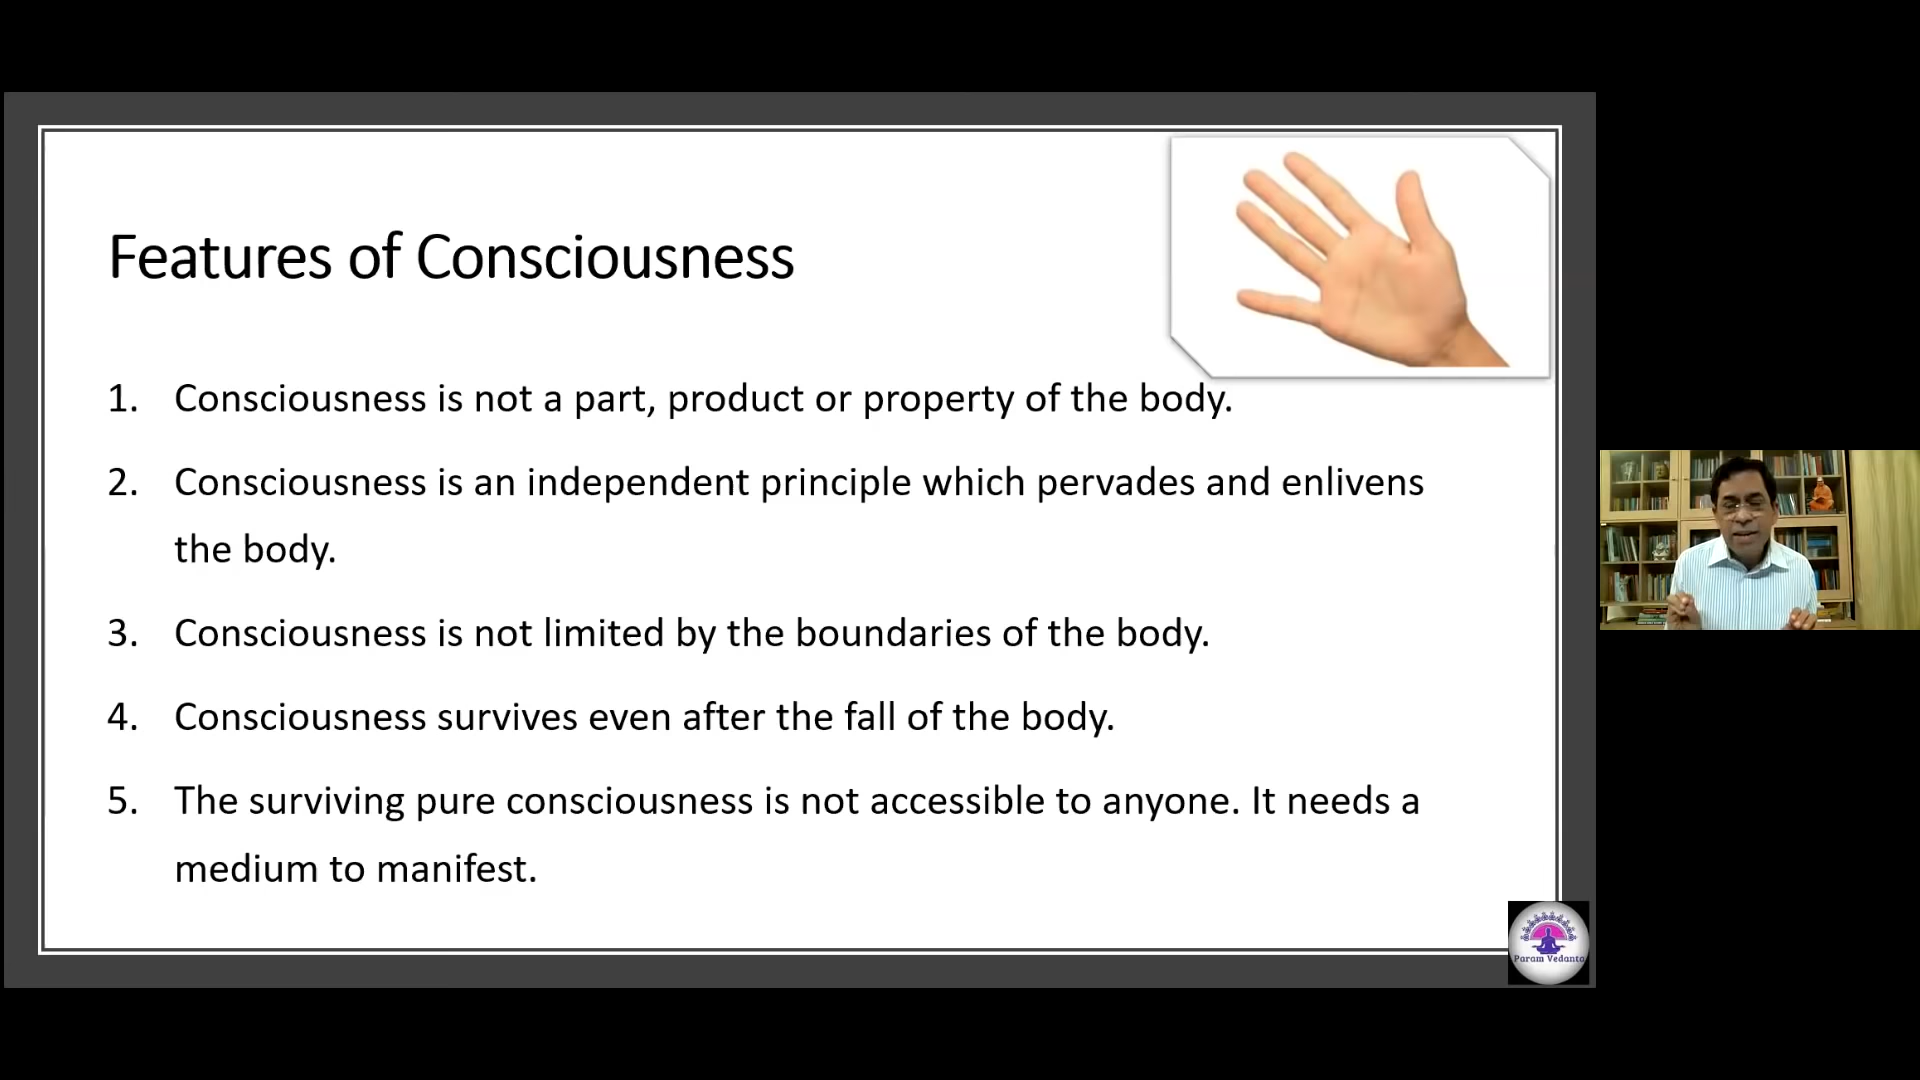 Features of Consciousness
1. Consciousness is not a part, product or property of the body.
2. Consciousness is an independent principle which pervades and enlivens
the body.
3. Consciousness is not limited by the boundaries of the body.
4. Consciousness survives even after the fall of the body.
5. The surviving pure consciousness is not accessible to anyone. It needs a
medium to manifest.
Param Vedanta